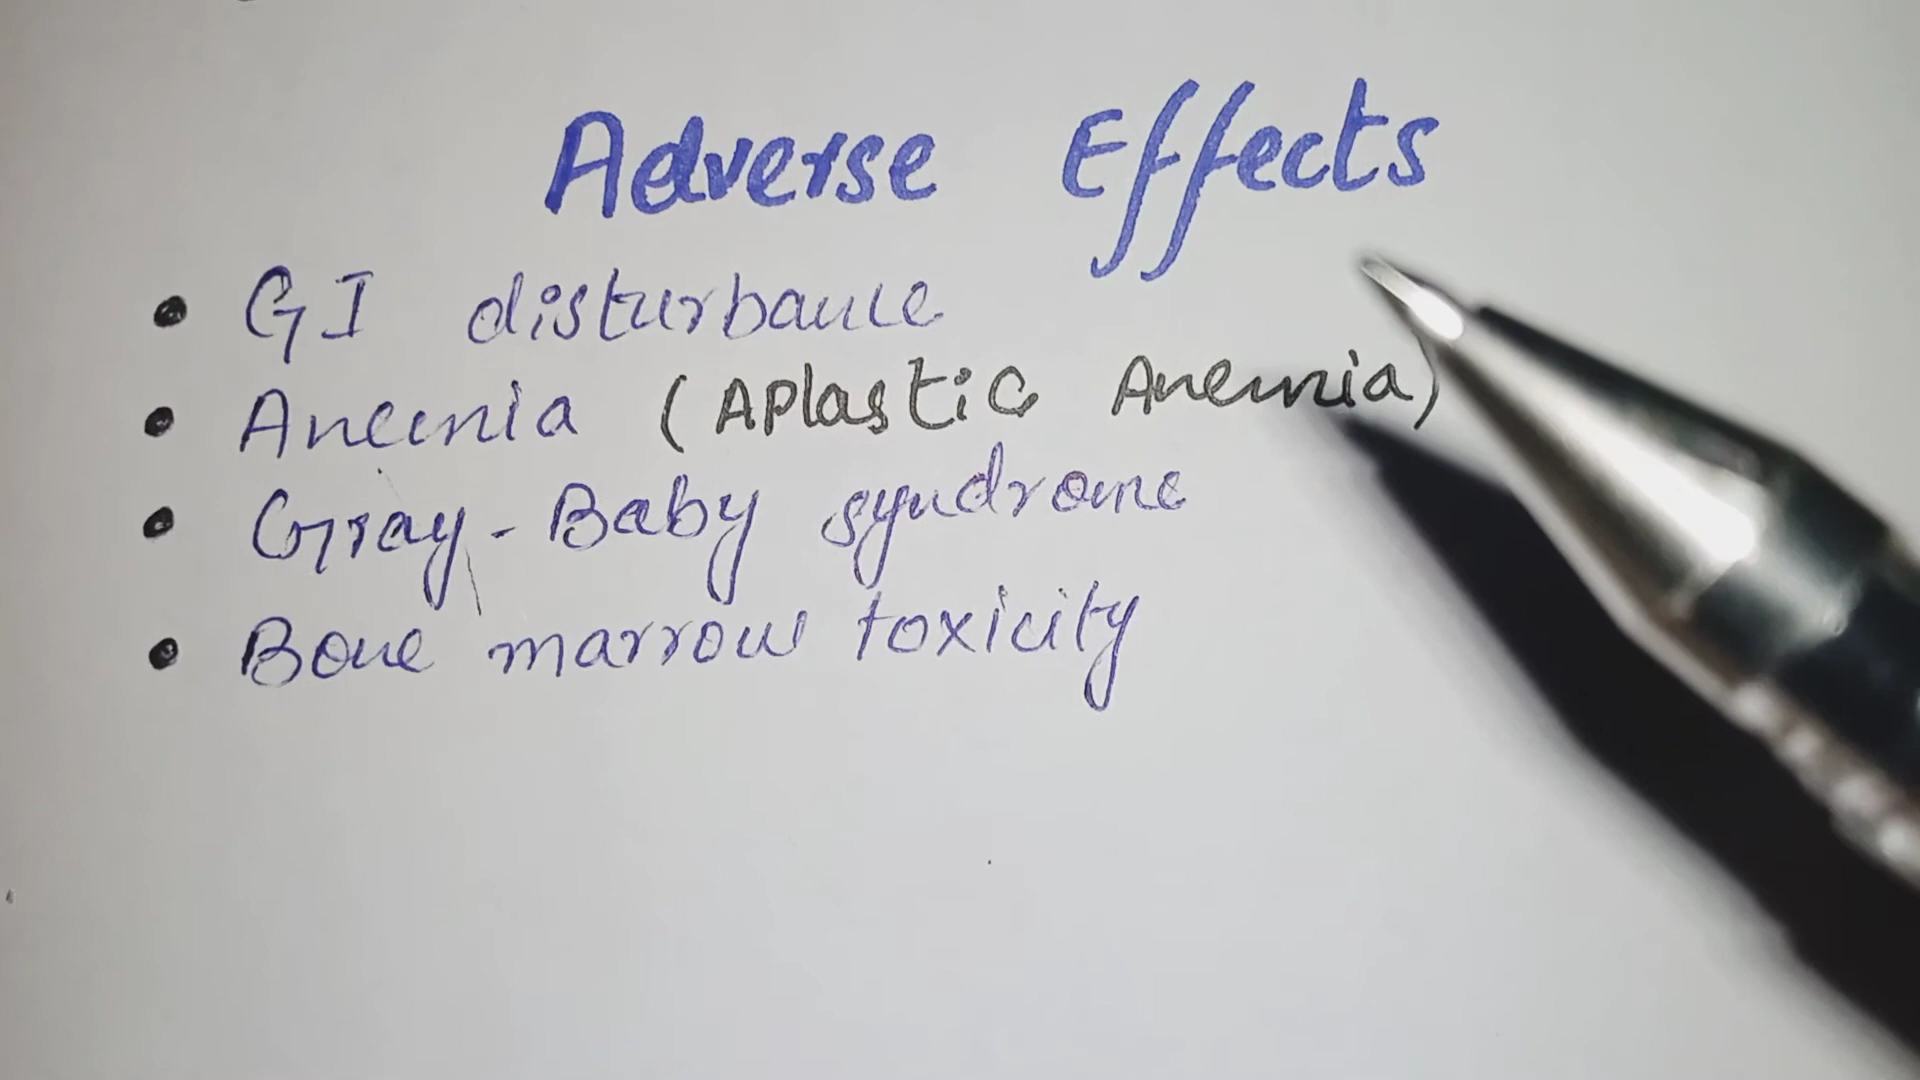 Adverse Effects
• GI disturbance
• Anemia (Aplastic Anemia)
• Gray-Baby syndrome
• Bone marrow toxicity